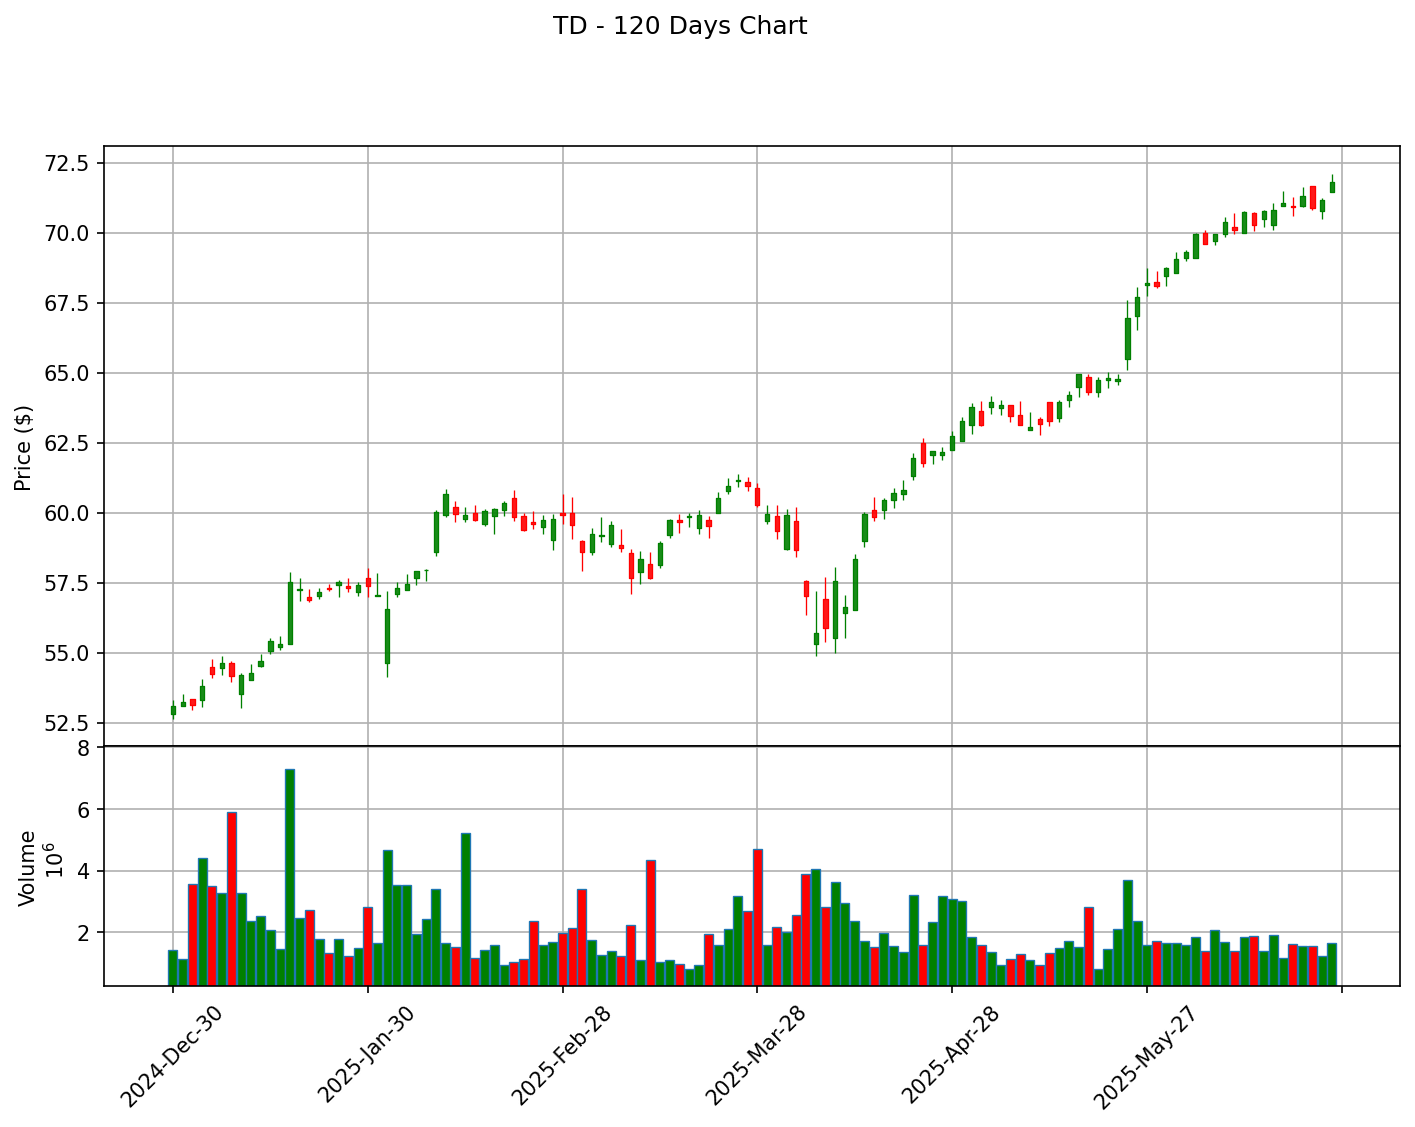 TD - 120 Days Chart
72.5
70.0
67.5
65.0
62.5
60.0
57.5
55.0
52.5
Price ($)
8
6
4
2
Volume
10^6
2024-Dec-30
2025-Jan-30
2025-Feb-28
2025-Mar-28
2025-Apr-28
2025-May-27